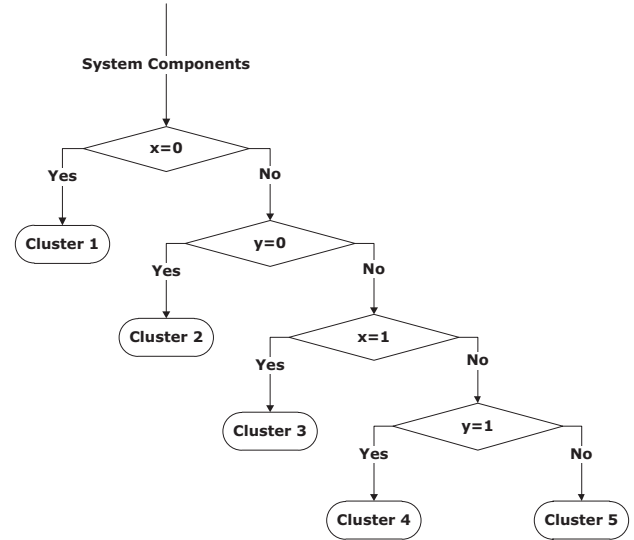 System Components
x=0
Yes
No
Cluster 1
y=0
Yes
No
Cluster 2
x=1
Yes
No
Cluster 3
y=1
Yes
No
Cluster 4
Cluster 5